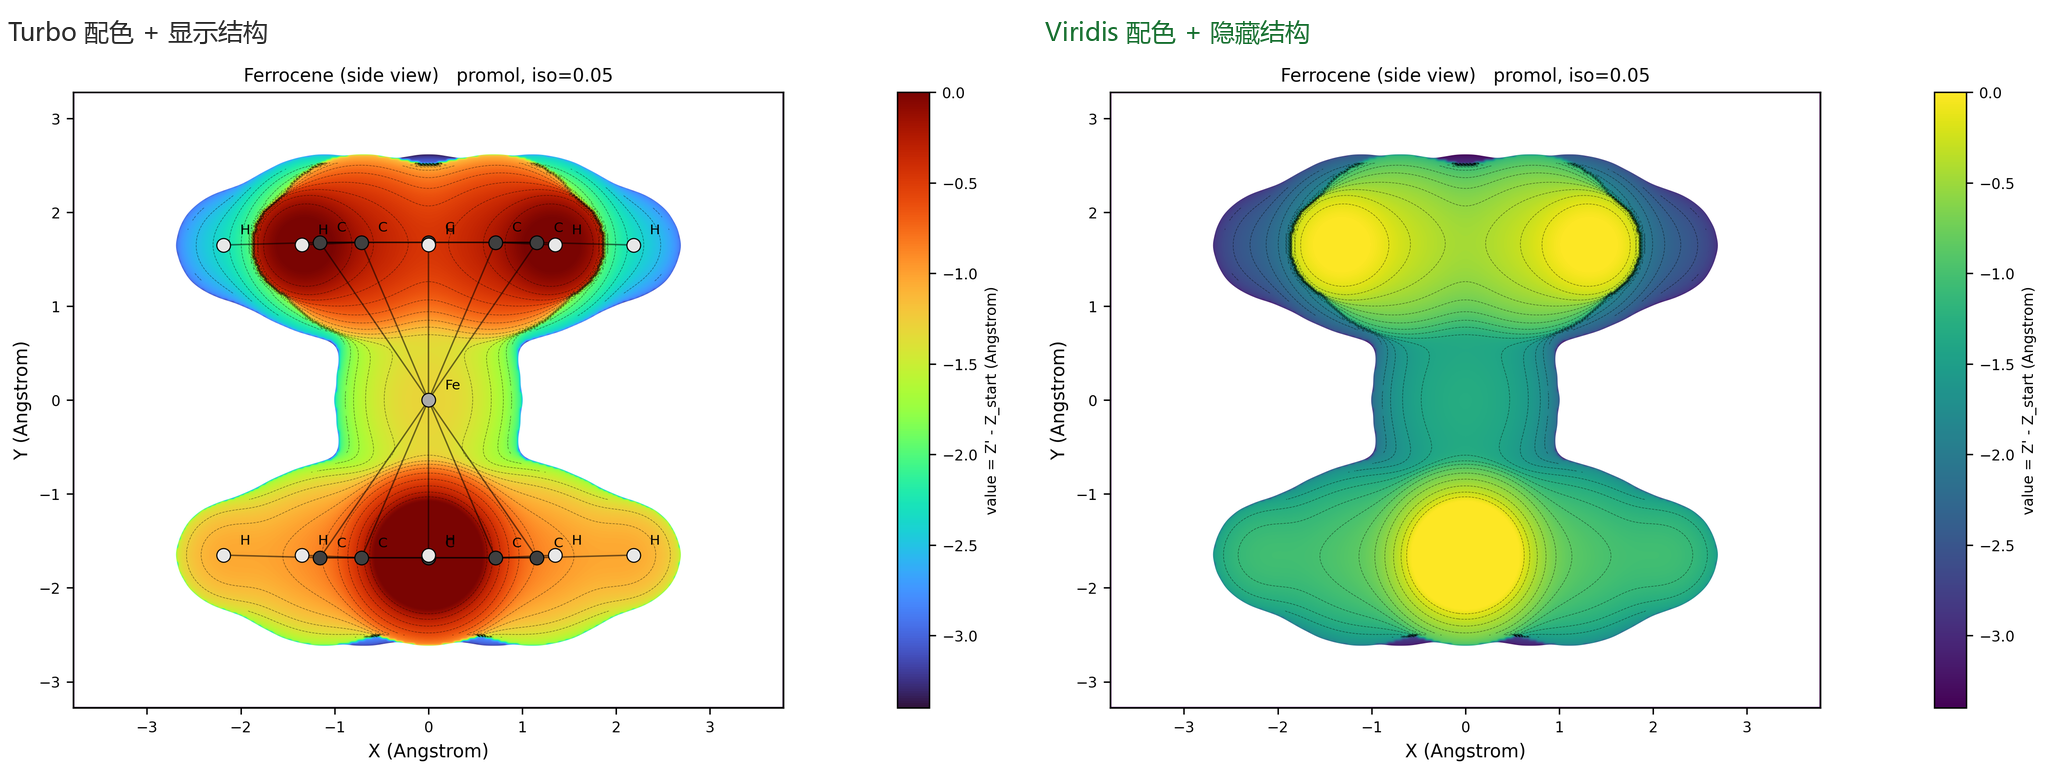 Turbo 配色 + 显示结构
Ferrocene (side view)   promol, iso=0.05
Y (Angstrom)
3
2
1
0
−1
−2
−3
H
H
C
C
C
H
C
C
H
H
Fe
H
H
C
C
H
C
C
C
H
H
−3
−2
−1
0
1
2
3
X (Angstrom)
0.0
−0.5
−1.0
−1.5
−2.0
−2.5
−3.0
value = Z' - Z_start (Angstrom)
Viridis 配色 + 隐藏结构
Ferrocene (side view)   promol, iso=0.05
Y (Angstrom)
3
2
1
0
−1
−2
−3
−3
−2
−1
0
1
2
3
X (Angstrom)
0.0
−0.5
−1.0
−1.5
−2.0
−2.5
−3.0
value = Z' - Z_start (Angstrom)